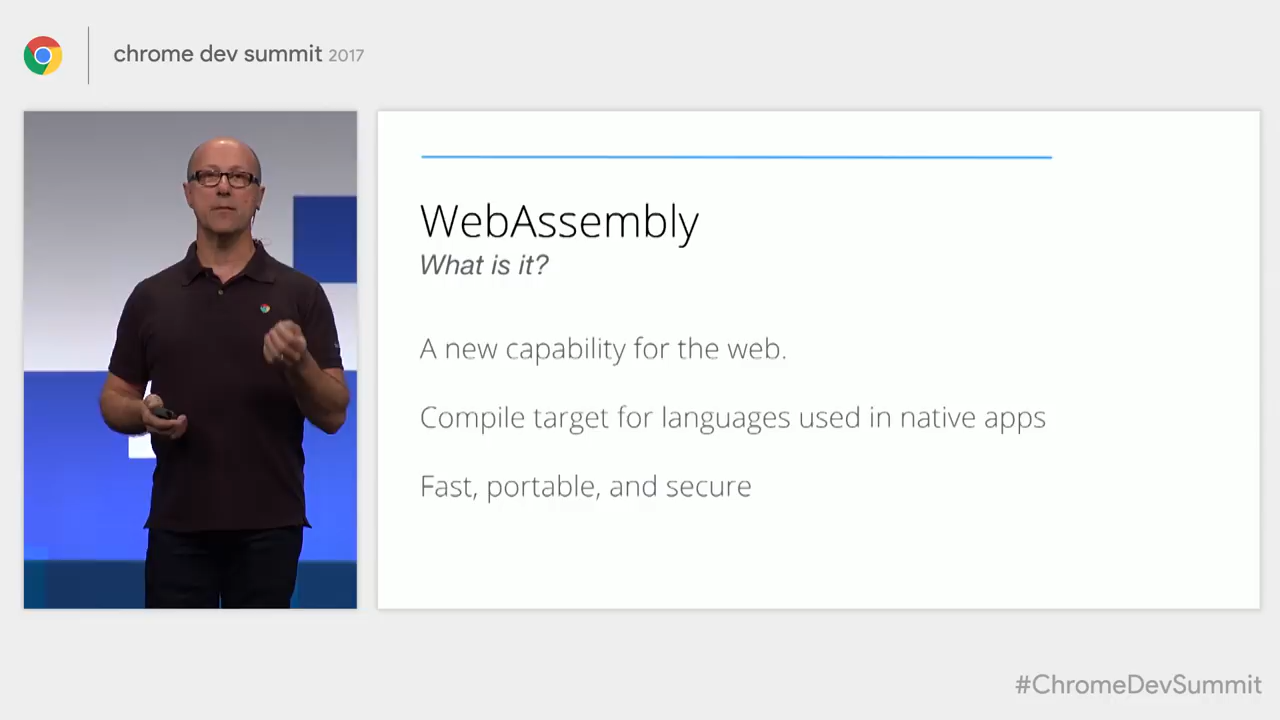 chrome dev summit 2017
WebAssembly
What is it?
A new capability for the web.
Compile target for languages used in native apps
Fast, portable, and secure
#ChromeDevSummit